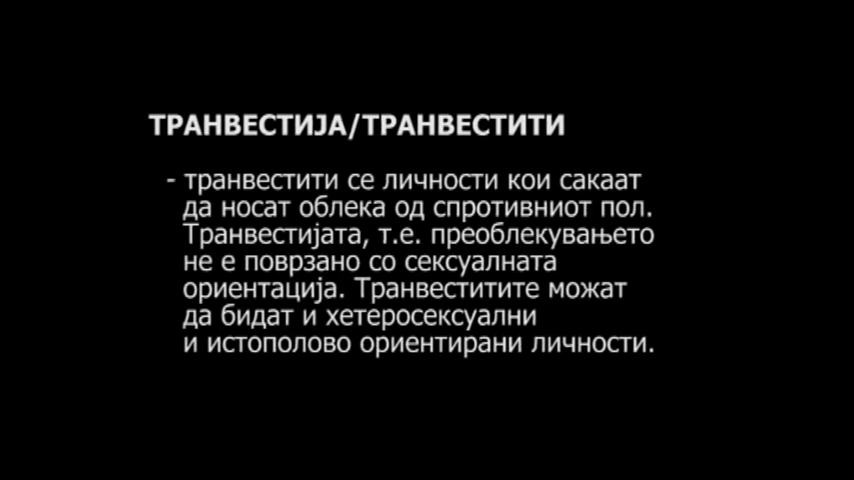 ТРАНВЕСТИЈА/ТРАНВЕСТИТИ
- транвестити се личности кои сакаат
да носат облека од спротивниот пол.
Транвестијата, т.е. преоблекувањето
не е поврзано со сексуалната
ориентација. Транвеститите можат
да бидат и хетеросексуални
и истополово ориентирани личности.